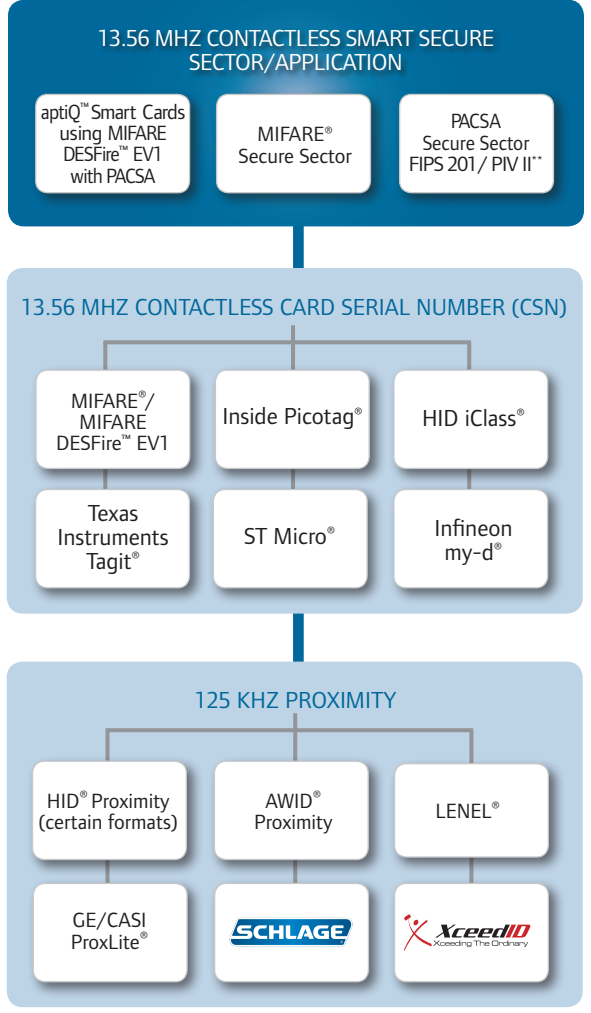 13.56 MHZ CONTACTLESS SMART SECURE
SECTOR/APPLICATION
aptiQ™ Smart Cards
using MIFARE
DESFire™ EV1
with PACSA
MIFARE®
Secure Sector
PACSA
Secure Sector
FIPS 201/ PIV II**
13.56 MHZ CONTACTLESS CARD SERIAL NUMBER (CSN)
MIFARE®/
MIFARE
DESFire™ EV1
Inside Picotag®
HID iClass®
Texas
Instruments
Tagit®
ST Micro®
Infineon
my-d®
125 KHZ PROXIMITY
HID® Proximity
(certain formats)
AWID®
Proximity
LENEL®
GE/CASI
ProxLite®
SCHLAGE
XceedID
Xceeding The Ordinary